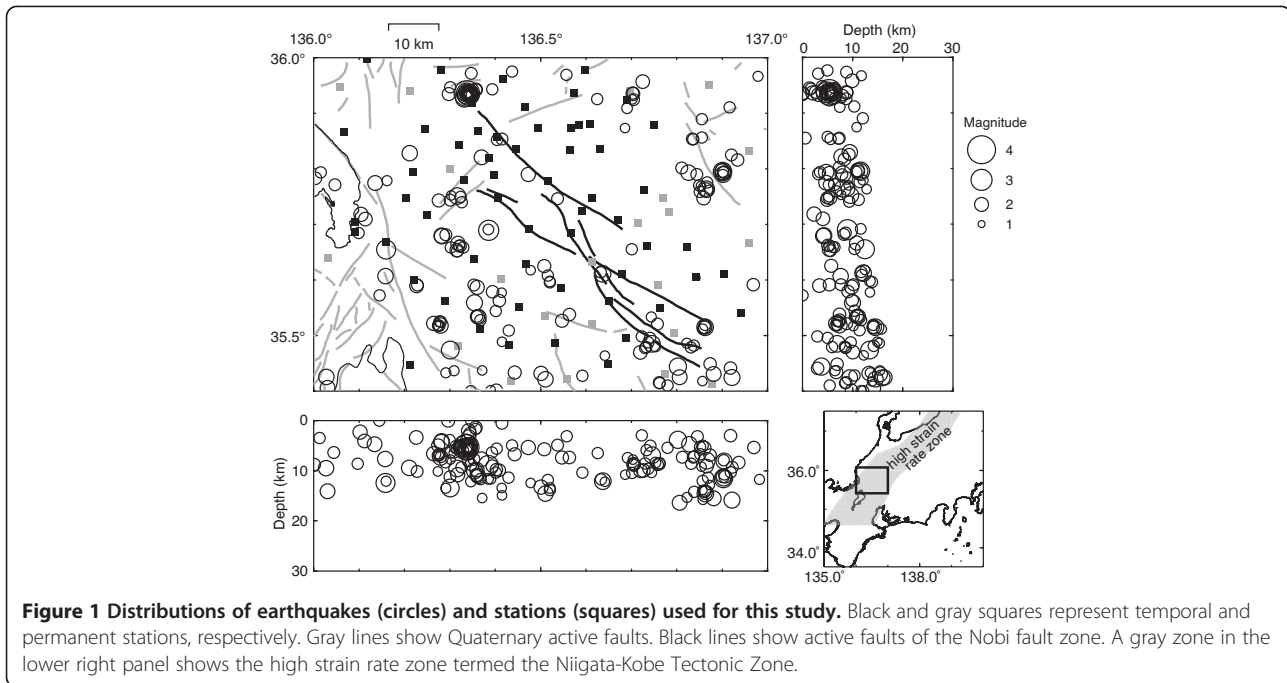 136.0°
136.5°
137.0°
10 km
36.0°
35.5°
Depth (km)
0 10 20 30
Magnitude
4
3
2
1
0
10
20
30
Depth (km)
high strain
rate zone
36.0°
34.0°
135.0°
138.0°
Figure 1 Distributions of earthquakes (circles) and stations (squares) used for this study. Black and gray squares represent temporal and
permanent stations, respectively. Gray lines show Quaternary active faults. Black lines show active faults of the Nobi fault zone. A gray zone in the
lower right panel shows the high strain rate zone termed the Niigata-Kobe Tectonic Zone.